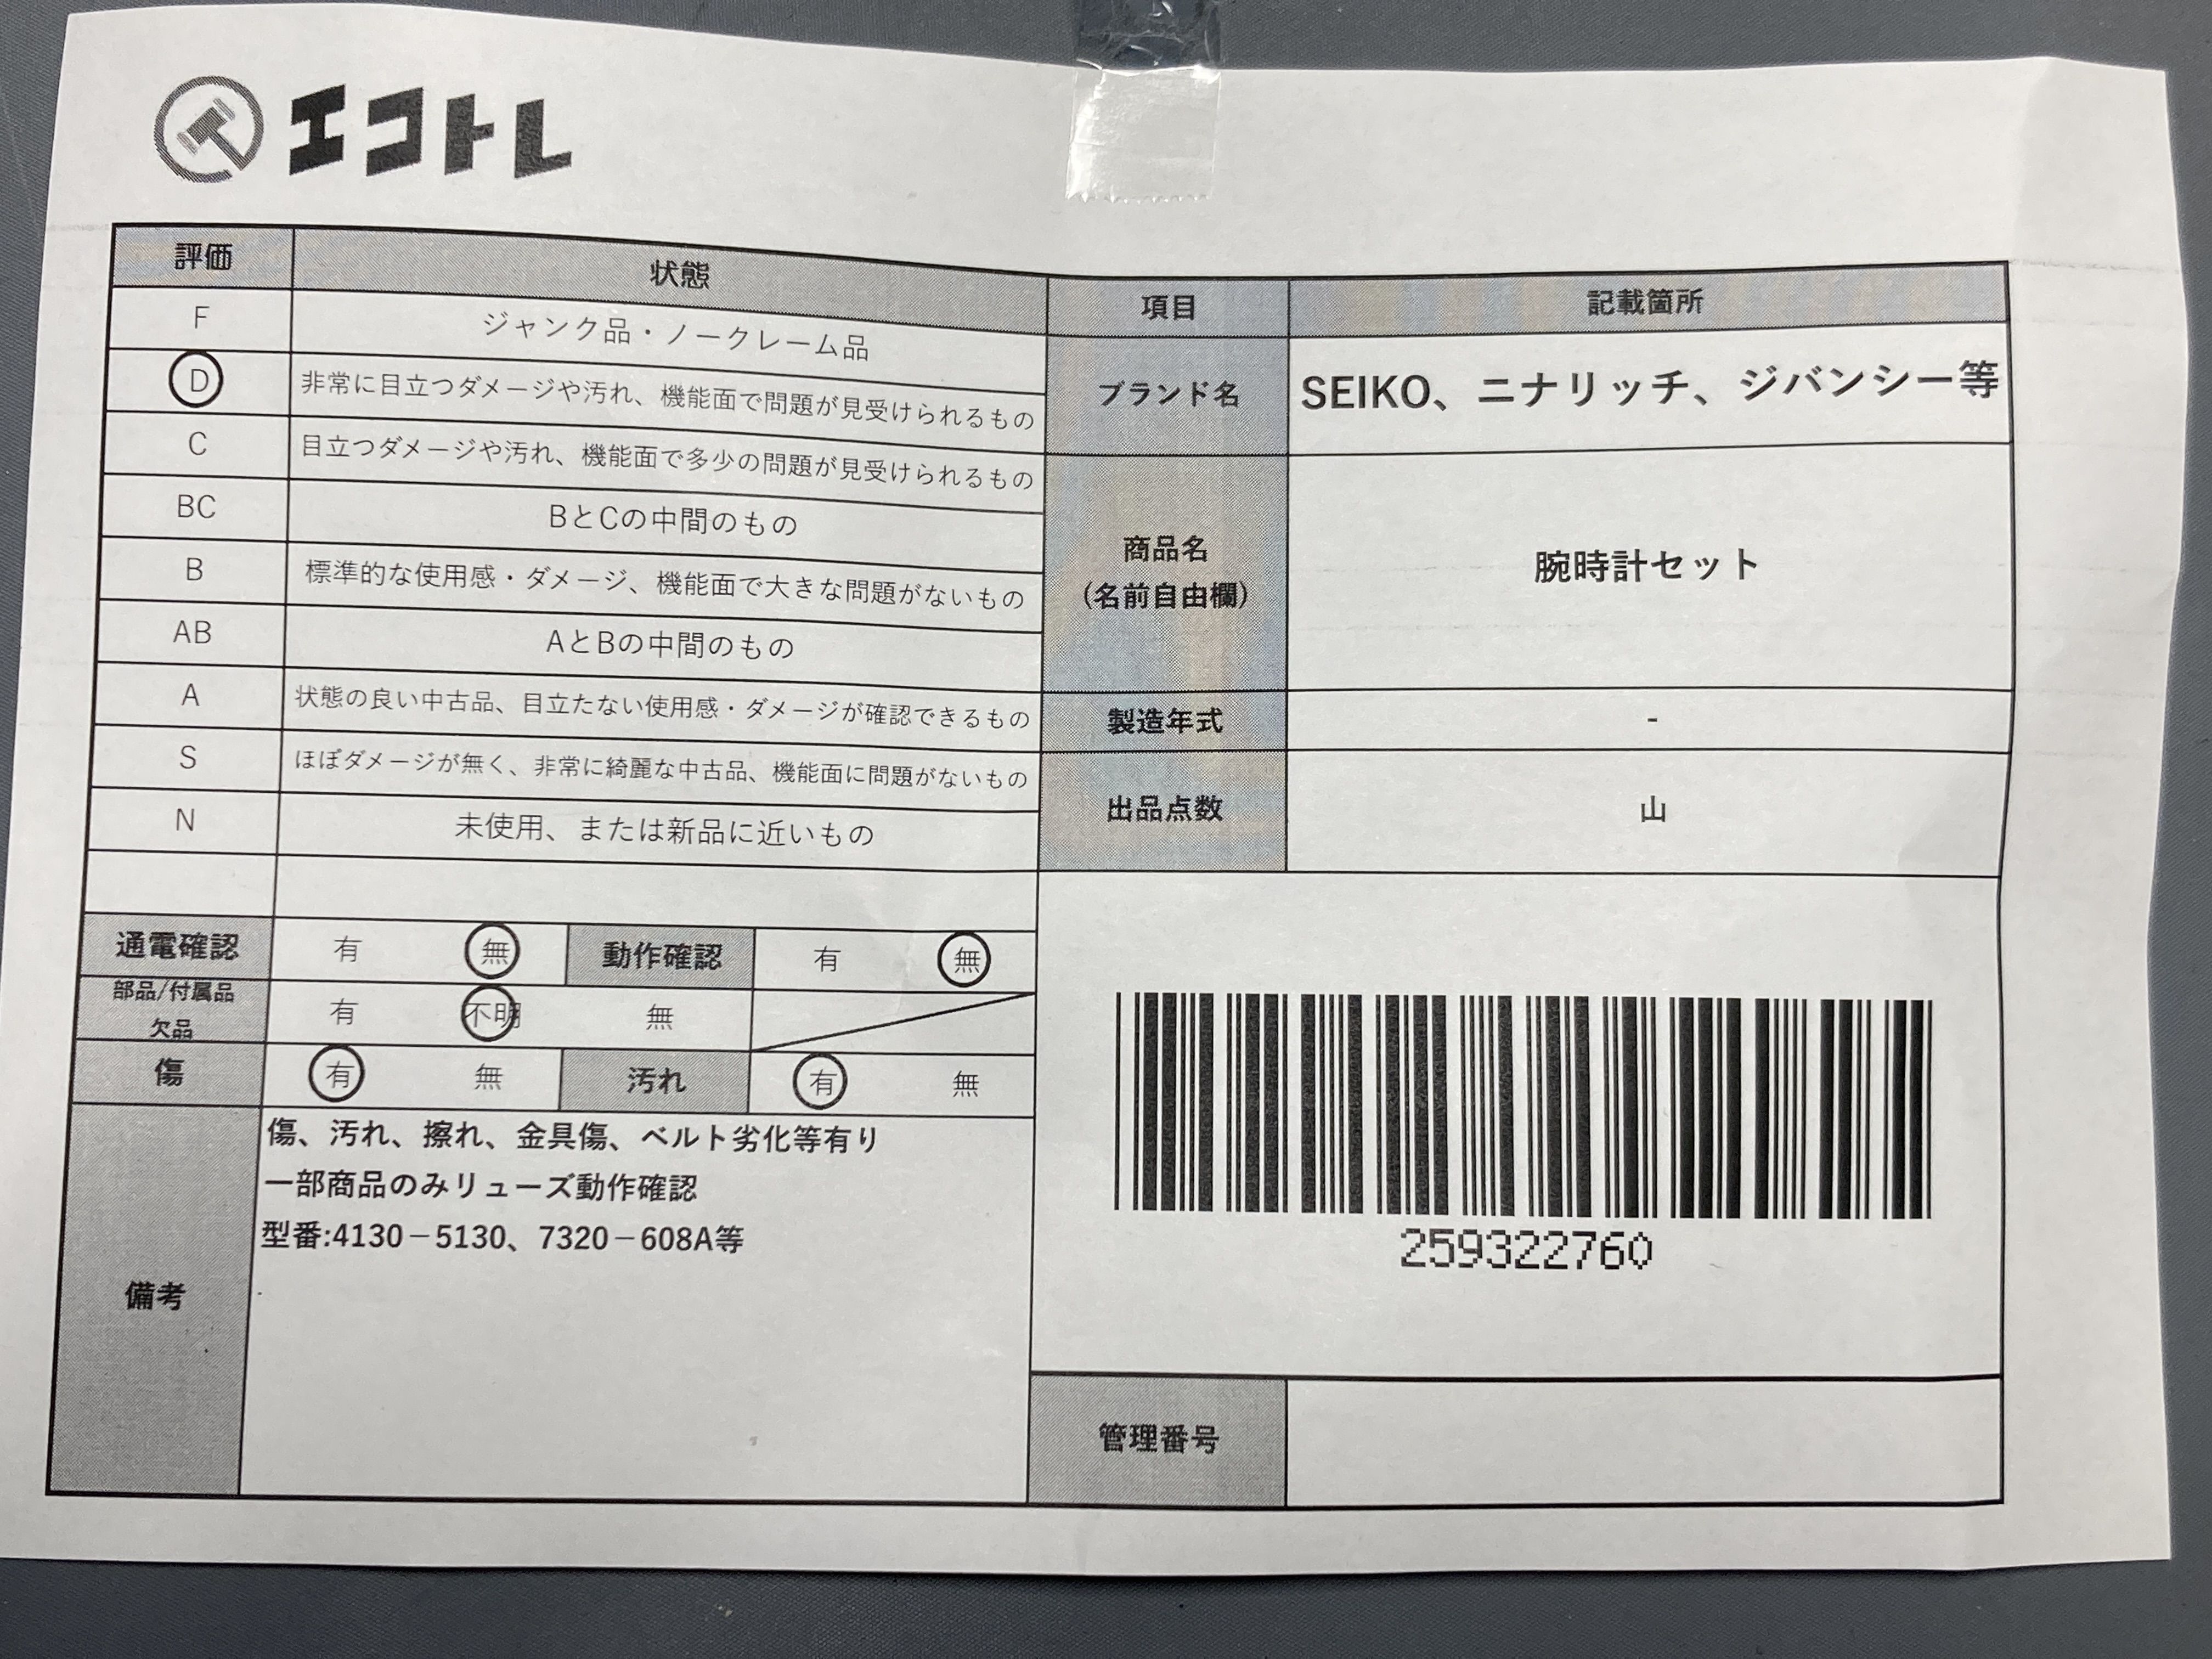 エコトレ
評価 状態
F ジャンク品・ノークレーム品
D 非常に目立つダメージや汚れ、機能面で問題が見受けられるもの
C 目立つダメージや汚れ、機能面で多少の問題が見受けられるもの
BC BとCの中間のもの
B 標準的な使用感・ダメージ、機能面で大きな問題がないもの
AB AとBの中間のもの
A 状態の良い中古品、目立たない使用感・ダメージが確認できるもの
S ほぼダメージが無く、非常に綺麗な中古品、機能面に問題がないもの
N 未使用、または新品に近いもの
通電確認 有 無 動作確認 有 無
部品/付属品
欠品 有 不明 無
傷 有 無 汚れ 有 無
備考
傷、汚れ、擦れ、金具傷、ベルト劣化等有り
一部商品のみリューズ動作確認
型番:4130－5130、7320－608A等
項目 記載箇所
ブランド名 SEIKO、ニナリッチ、ジバンシー等
商品名
(名前自由欄) 腕時計セット
製造年式 -
出品点数 山
259322760
管理番号